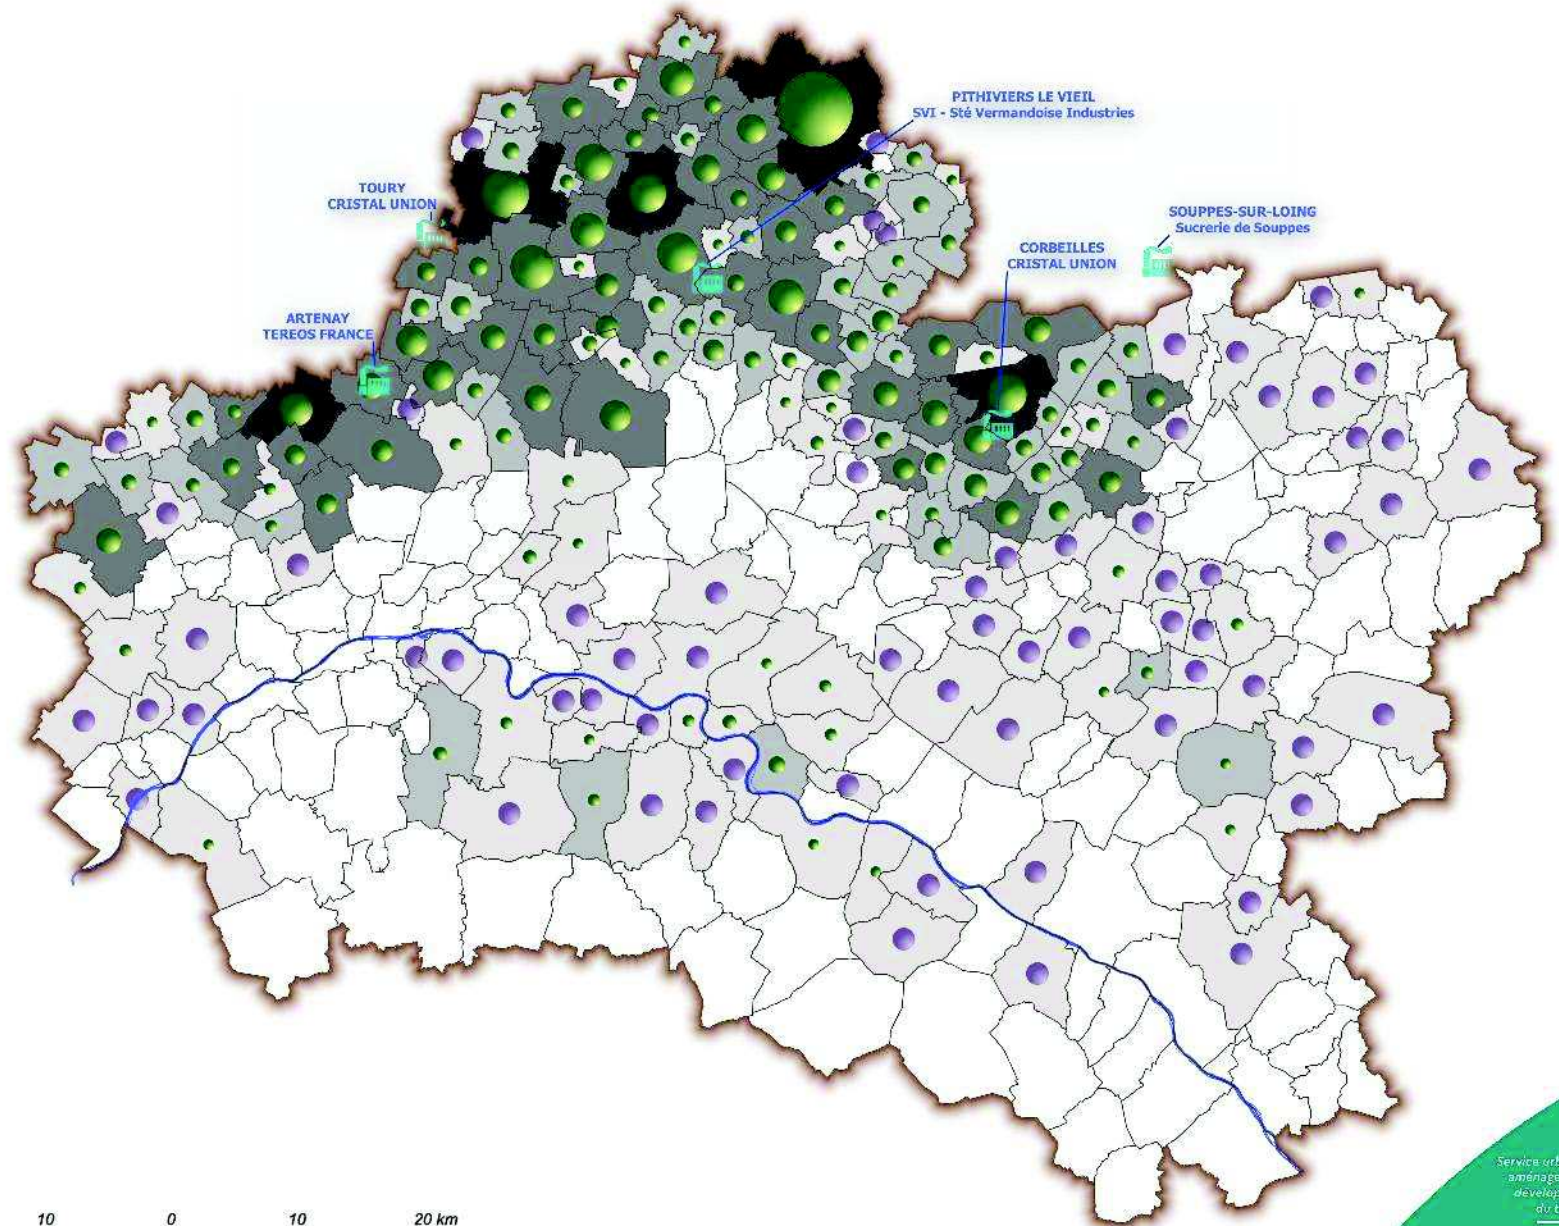 PITHIVIERS LE VIEIL
SVI - Sté Vermandoise Industries
TOURY
CRISTAL UNION
SOUPPES-SUR-LOING
Sucrerie de Souppes
CORBEILLES
CRISTAL UNION
ARTENAY
TEREOS FRANCE
10 0 10 20 km
Service